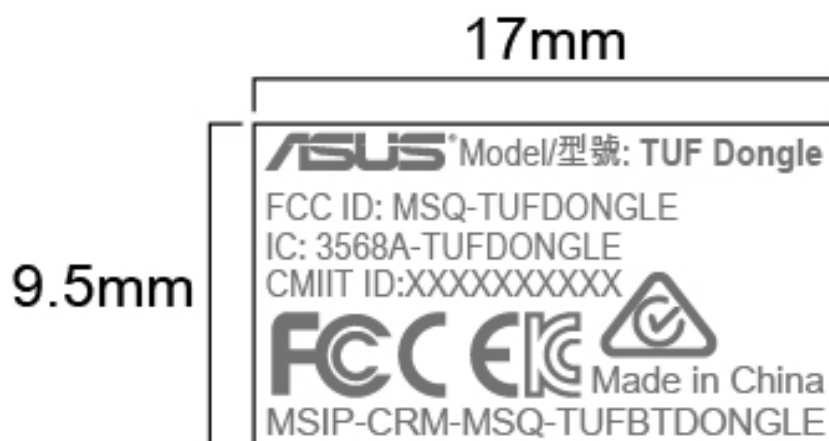 17mm
9.5mm
ASUS Model/型號: TUF Dongle
FCC ID: MSQ-TUFDONGLE
IC: 3568A-TUFDONGLE
CMIIT ID:XXXXXXXXXX
FC CE KC Made in China
MSIP-CRM-MSQ-TUFBTDONGLE